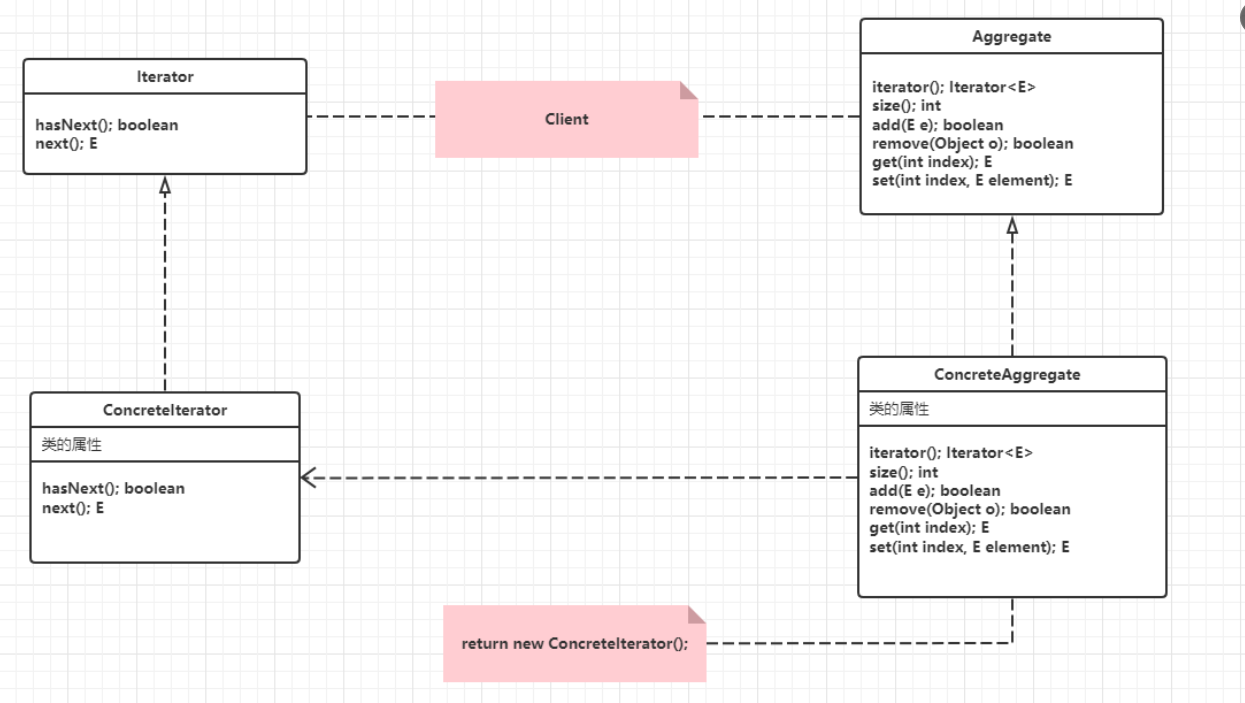 Iterator
hasNext(); boolean
next(); E
Client
Aggregate
iterator(); Iterator<E>
size(); int
add(E e); boolean
remove(Object o); boolean
get(int index); E
set(int index, E element); E
ConcreteIterator
类的属性
hasNext(); boolean
next(); E
ConcreteAggregate
类的属性
iterator(); Iterator<E>
size(); int
add(E e); boolean
remove(Object o); boolean
get(int index); E
set(int index, E element); E
return new ConcreteIterator();